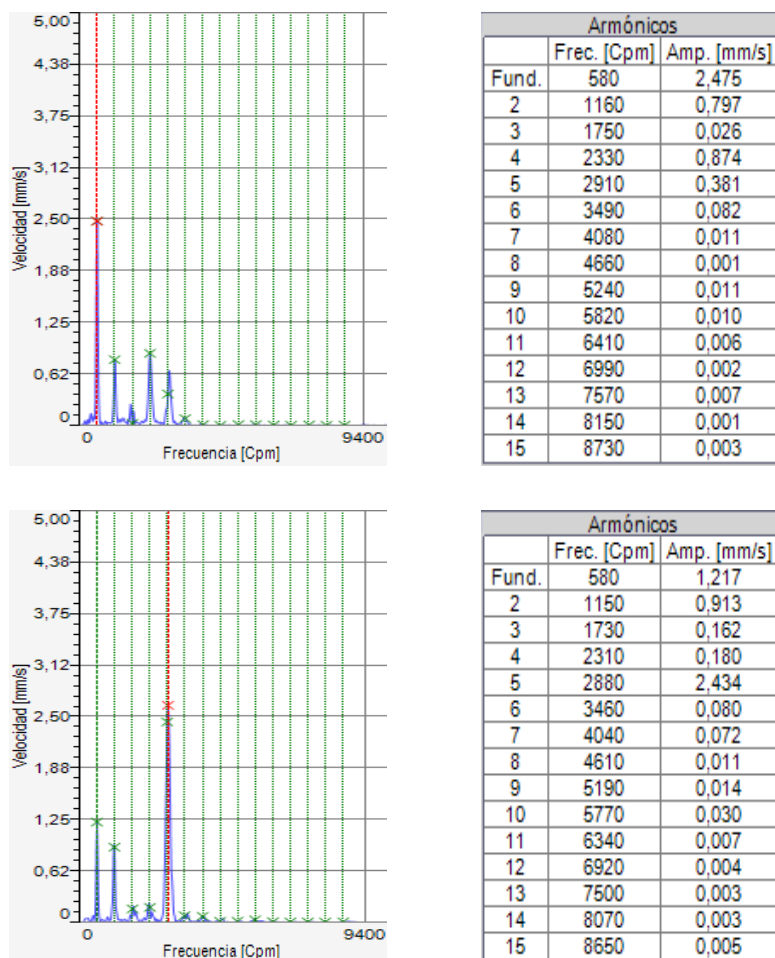 5,00
4,38
3,75
3,12
2,50
1,88
1,25
0,62
0
Velocidad [mm/s]
0 9400
Frecuencia [Cpm]
Armónicos
Frec. [Cpm] Amp. [mm/s]
Fund. 580 2,475
2 1160 0,797
3 1750 0,026
4 2330 0,874
5 2910 0,381
6 3490 0,082
7 4080 0,011
8 4660 0,001
9 5240 0,011
10 5820 0,010
11 6410 0,006
12 6990 0,002
13 7570 0,007
14 8150 0,001
15 8730 0,003
5,00
4,38
3,75
3,12
2,50
1,88
1,25
0,62
0
Velocidad [mm/s]
0 9400
Frecuencia [Cpm]
Armónicos
Frec. [Cpm] Amp. [mm/s]
Fund. 580 1,217
2 1150 0,913
3 1730 0,162
4 2310 0,180
5 2880 2,434
6 3460 0,080
7 4040 0,072
8 4610 0,011
9 5190 0,014
10 5770 0,030
11 6340 0,007
12 6920 0,004
13 7500 0,003
14 8070 0,003
15 8650 0,005